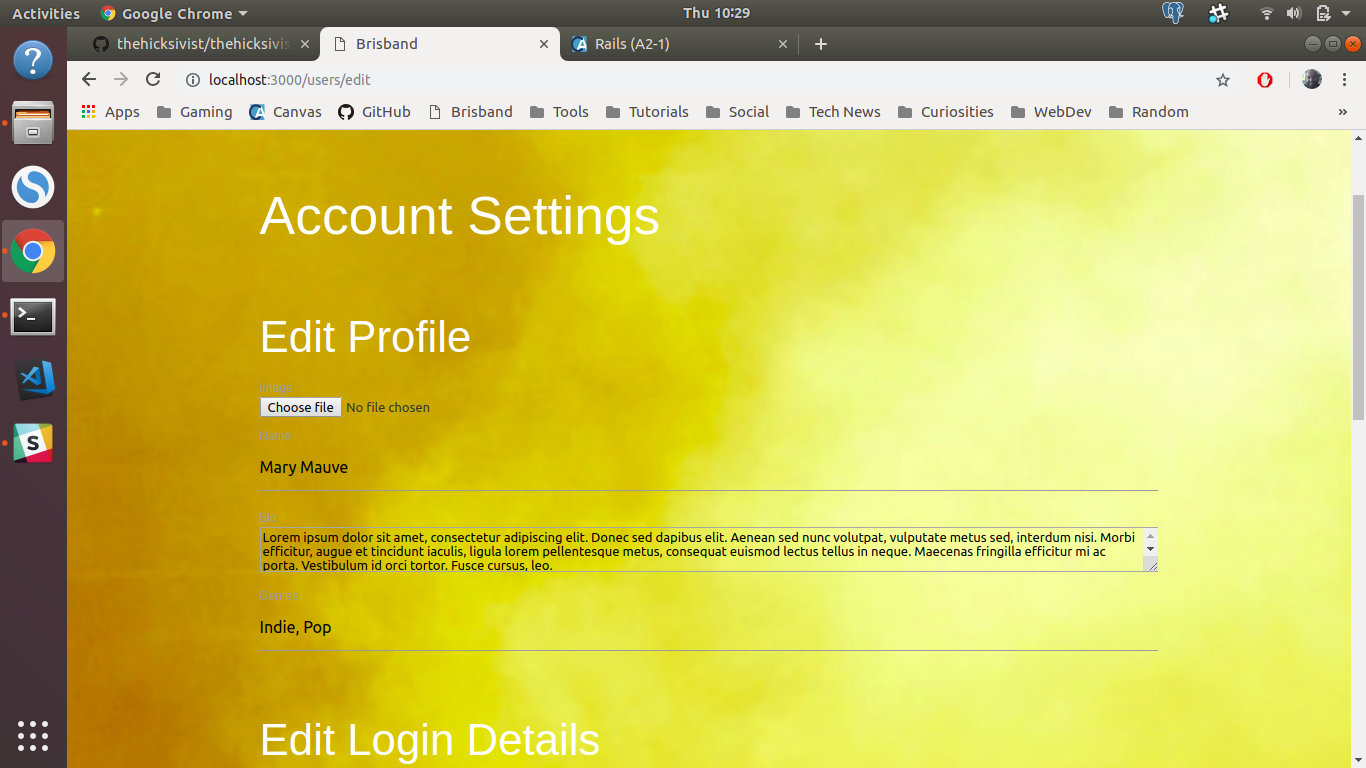 Activities Google Chrome Thu 10:29
thehicksivist/thehicksivis Brisband Rails (A2-1)
localhost:3000/users/edit
Apps Gaming Canvas GitHub Brisband Tools Tutorials Social Tech News Curiosities WebDev Random »
Account Settings
Edit Profile
Image
Choose file No file chosen
Name
Mary Mauve
Bio
Lorem ipsum dolor sit amet, consectetur adipiscing elit. Donec sed dapibus elit. Aenean sed nunc volutpat, vulputate metus sed, interdum nisi. Morbi
efficitur, augue et tincidunt iaculis, ligula lorem pellentesque metus, consequat euismod lectus tellus in neque. Maecenas fringilla efficitur mi ac
porta. Vestibulum id orci tortor. Fusce cursus, leo.
Genres
Indie, Pop
Edit Login Details